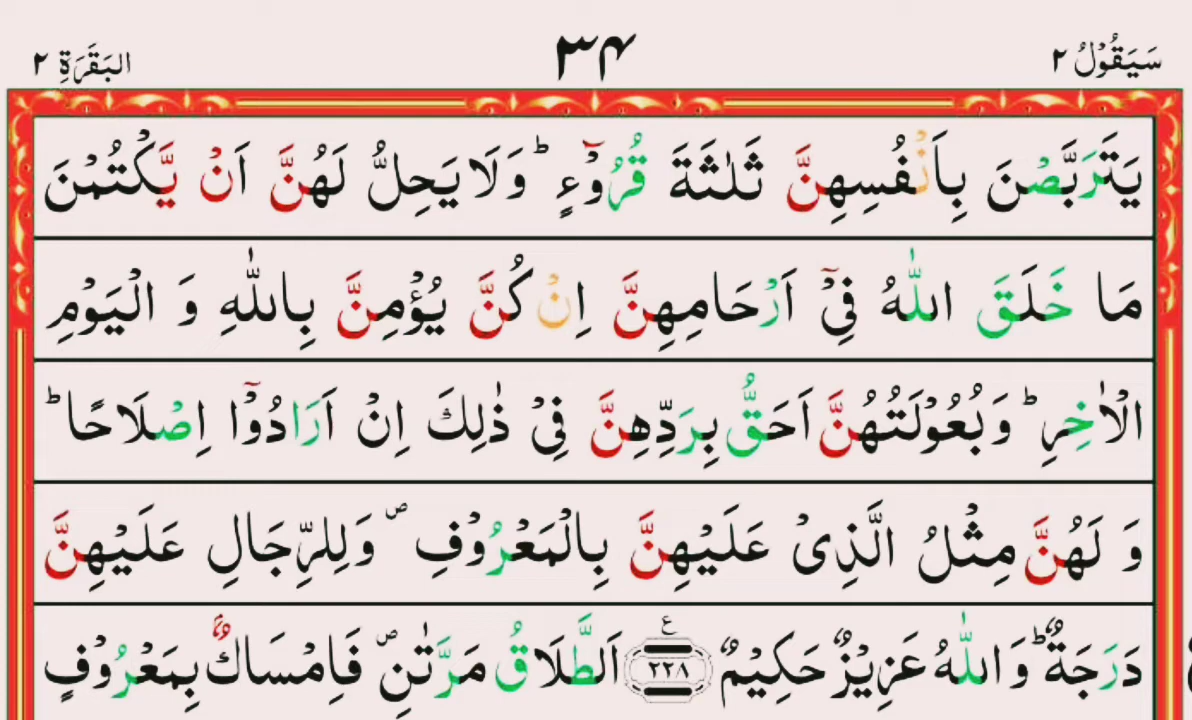 سَيَقُوْلُ ٢ ٣٤ البَقَرَةِ ٢
يَتَرَبَّصْنَ بِاَنْفُسِهِنَّ ثَلٰثَةَ قُرُوْٓءٍ ؕ وَلَا يَحِلُّ لَهُنَّ اَنْ يَّكْتُمْنَ
مَا خَلَقَ اللّٰهُ فِيْٓ اَرْحَامِهِنَّ اِنْ كُنَّ يُؤْمِنَّ بِاللّٰهِ وَ الْيَوْمِ
الْاٰخِرِ ؕ وَبُعُوْلَتُهُنَّ اَحَقُّ بِرَدِّهِنَّ فِيْ ذٰلِكَ اِنْ اَرَادُوْٓا اِصْلَاحًا ؕ
وَ لَهُنَّ مِثْلُ الَّذِىْ عَلَيْهِنَّ بِالْمَعْرُوْفِ ۪ وَلِلرِّجَالِ عَلَيْهِنَّ
دَرَجَةٌ ؕ وَاللّٰهُ عَزِيْزٌ حَكِيْمٌ ع ٢٢٨ اَلطَّلَاقُ مَرَّتٰنِ ۪ فَاِمْسَاكٌۢ بِمَعْرُوْفٍ